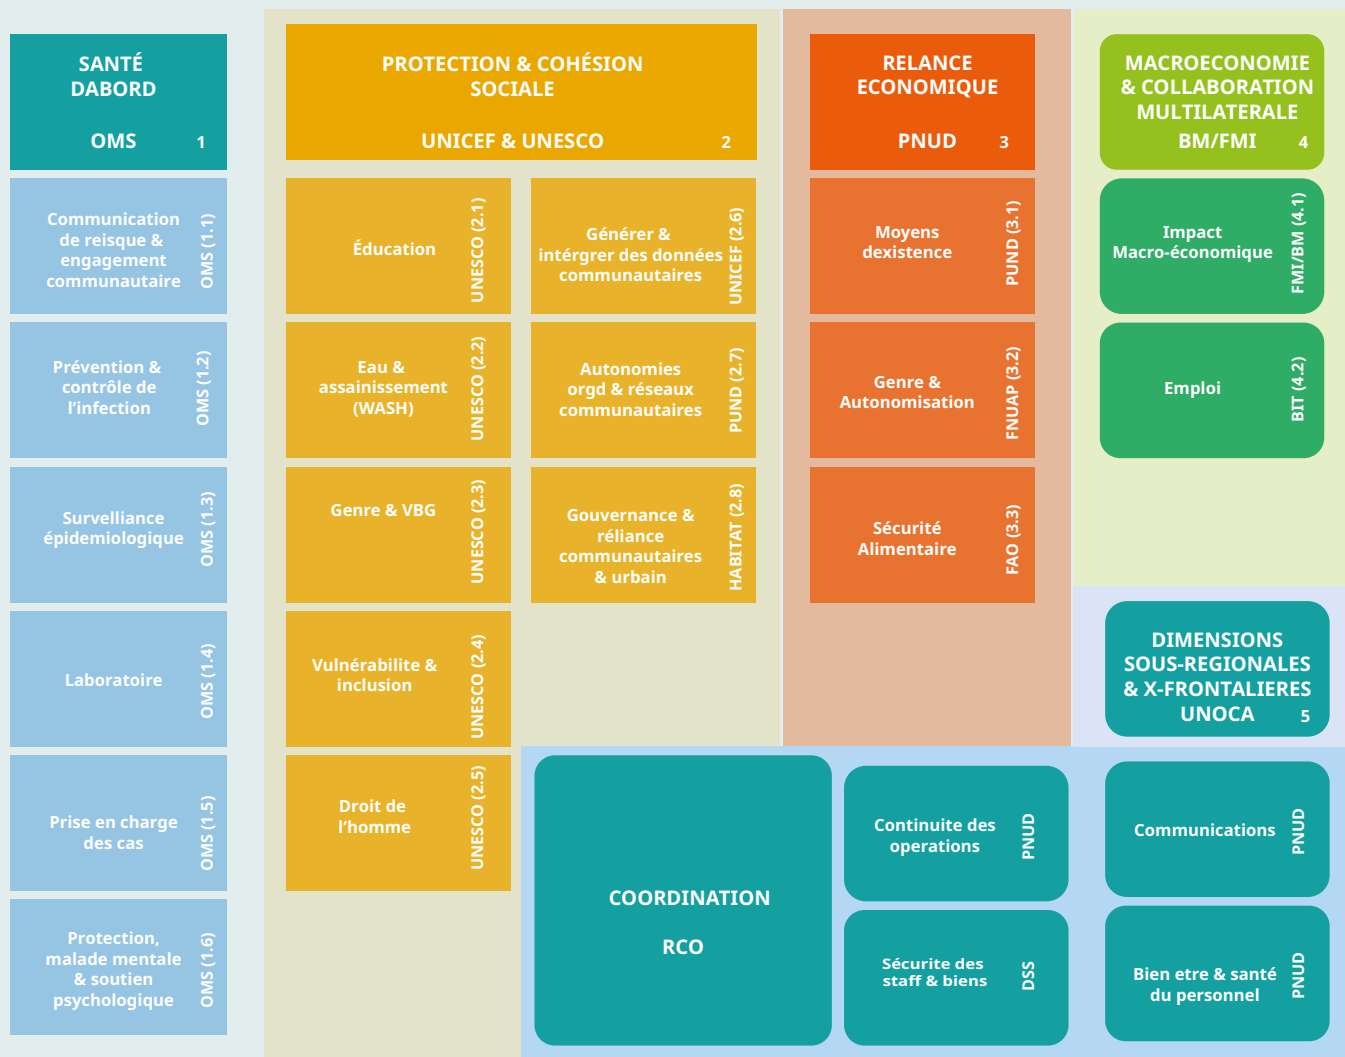 SANTÉ
DABORD
OMS
1
Communication
de reisque &
engagement
communautaire
OMS (1.1)
Prévention &
contrôle de
l’infection
OMS (1.2)
Survelliance
épidemiologique
OMS (1.3)
Laboratoire
OMS (1.4)
Prise en charge
des cas
OMS (1.5)
Protection,
malade mentale
& soutien
psychologique
OMS (1.6)
PROTECTION & COHÉSION
SOCIALE
UNICEF & UNESCO
2
Éducation
UNESCO (2.1)
Eau &
assainissement
(WASH)
UNESCO (2.2)
Genre & VBG
UNESCO (2.3)
Vulnérabilite &
inclusion
UNESCO (2.4)
Droit de
l’homme
UNESCO (2.5)
Générer &
intérgrer des données
communautaires
UNICEF (2.6)
Autonomies
orgd & réseaux
communautaires
PUND (2.7)
Gouvernance &
réliance
communautaires
& urbain
HABITAT (2.8)
RELANCE
ECONOMIQUE
PNUD
3
Moyens
dexistence
PUND (3.1)
Genre &
Autonomisation
FNUAP (3.2)
Sécurité
Alimentaire
FAO (3.3)
MACROECONOMIE
& COLLABORATION
MULTILATERALE
BM/FMI
4
Impact
Macro-économique
FMI/BM (4.1)
Emploi
BIT (4.2)
DIMENSIONS
SOUS-REGIONALES
& X-FRONTALIERES
UNOCA
5
COORDINATION
RCO
Continuite des
operations
PNUD
Sécurite des
staff & biens
DSS
Communications
PNUD
Bien etre & santé
du personnel
PNUD